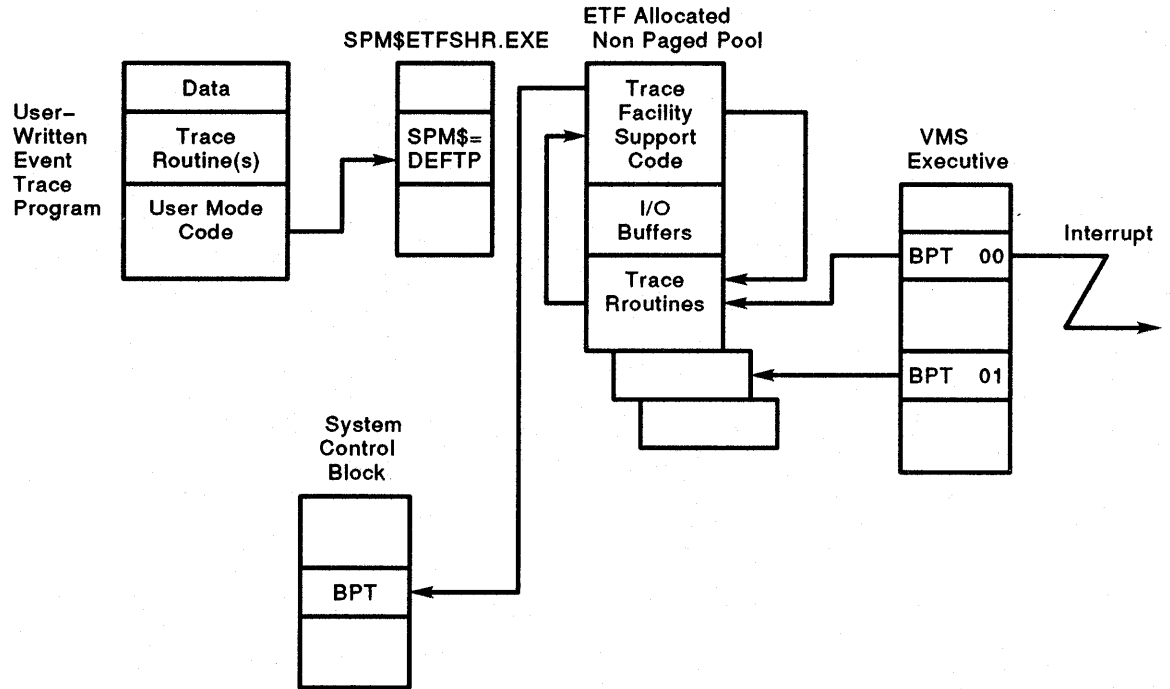 ETF Allocated
Non Paged Pool
SPM$ETFSHR.EXE
User-
Written
Event
Trace
Program
Data
Trace
Routine(s)
User Mode
Code
SPM$=
DEFTP
Trace
Facility
Support
Code
I/O
Buffers
Trace
Rroutines
VMS
Executive
BPT 00
BPT 01
Interrupt
System
Control
Block
BPT